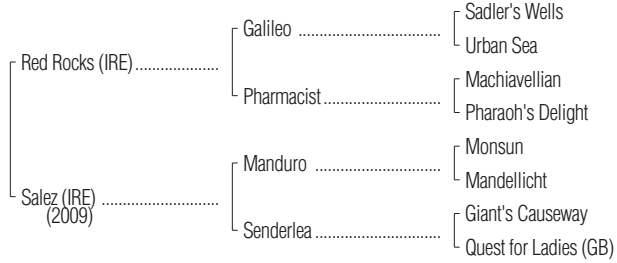 Sadler's Wells
Galileo ..............................
Urban Sea
Red Rocks (IRE)..................
Machiavellian
Pharmacist.........................
Pharaoh's Delight
Monsun
Manduro ..........................
Mandellicht
Salez (IRE) .........................
(2009)
Giant's Causeway
Senderlea...........................
Quest for Ladies (GB)